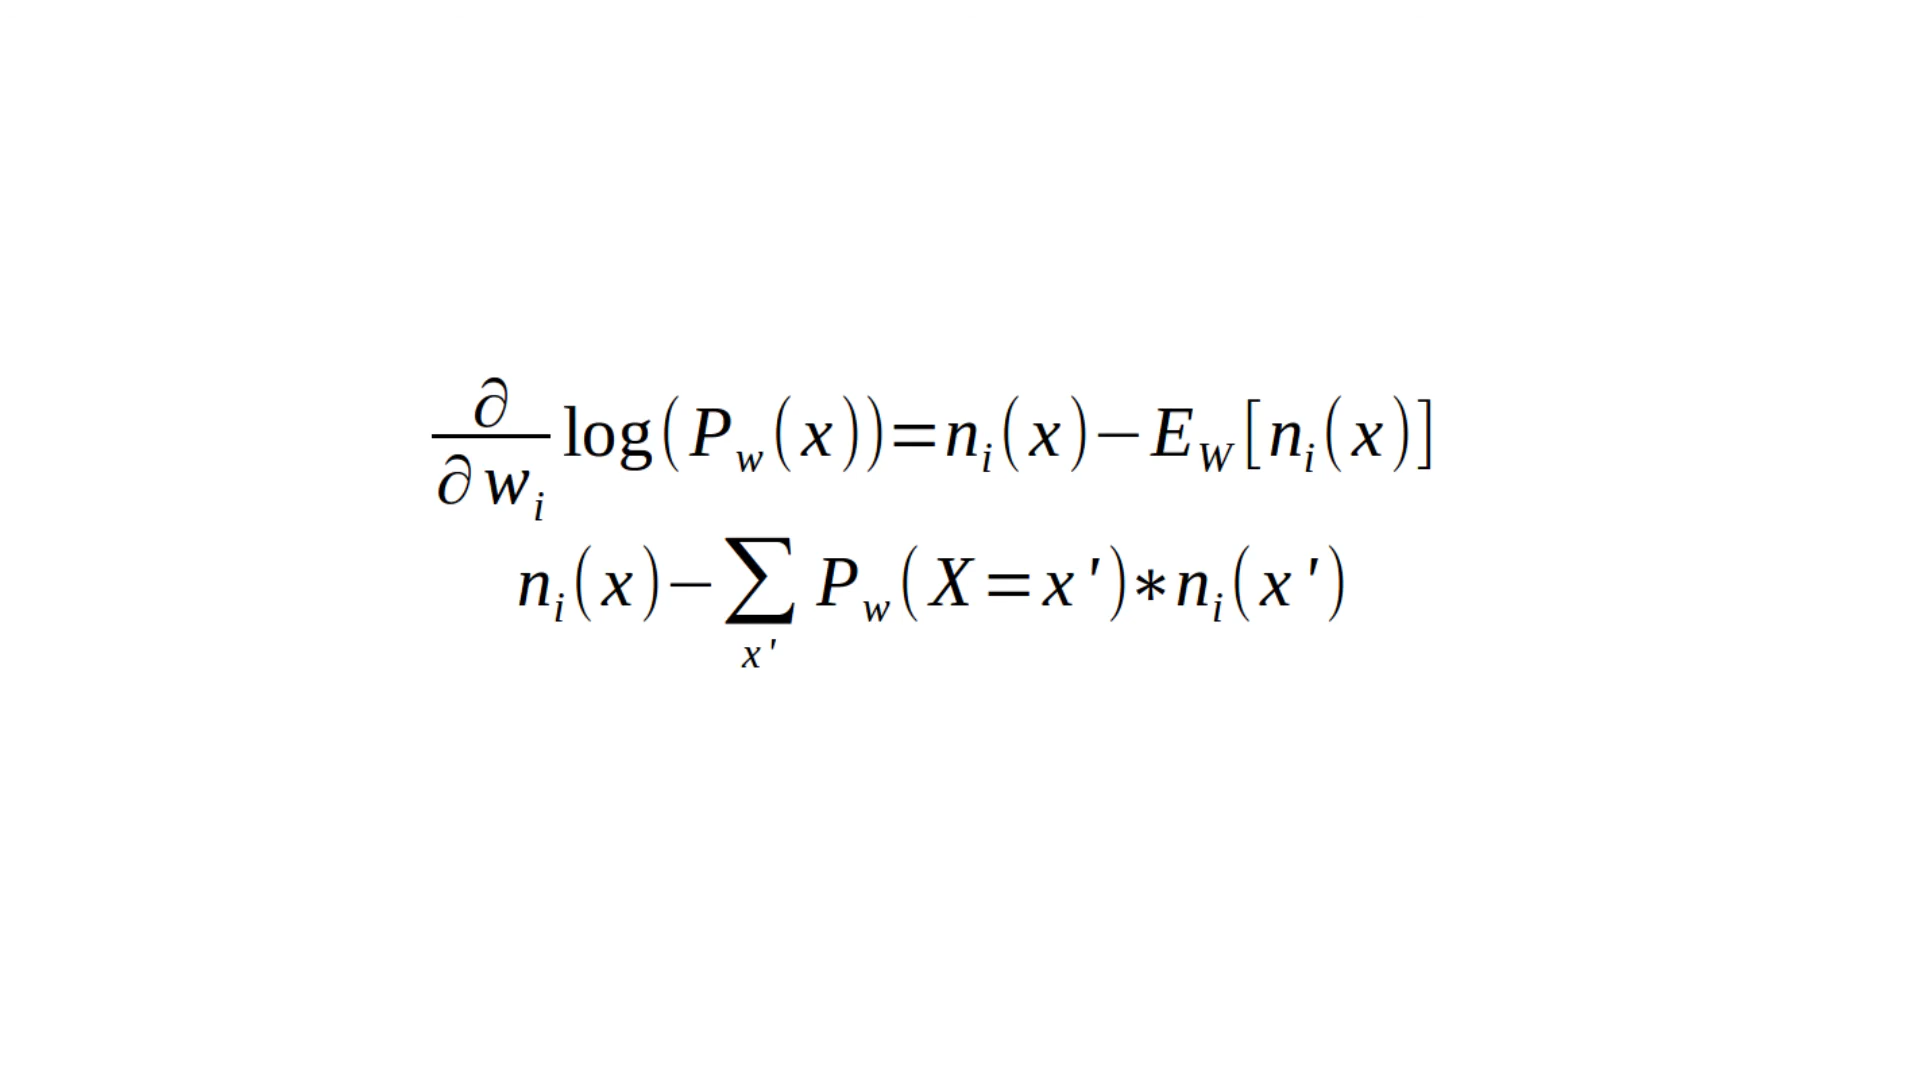 ∂/∂w_i log(P_w(x))=n_i(x)−E_W[n_i(x)]
n_i(x)−∑_{x'} P_w(X=x')*n_i(x')